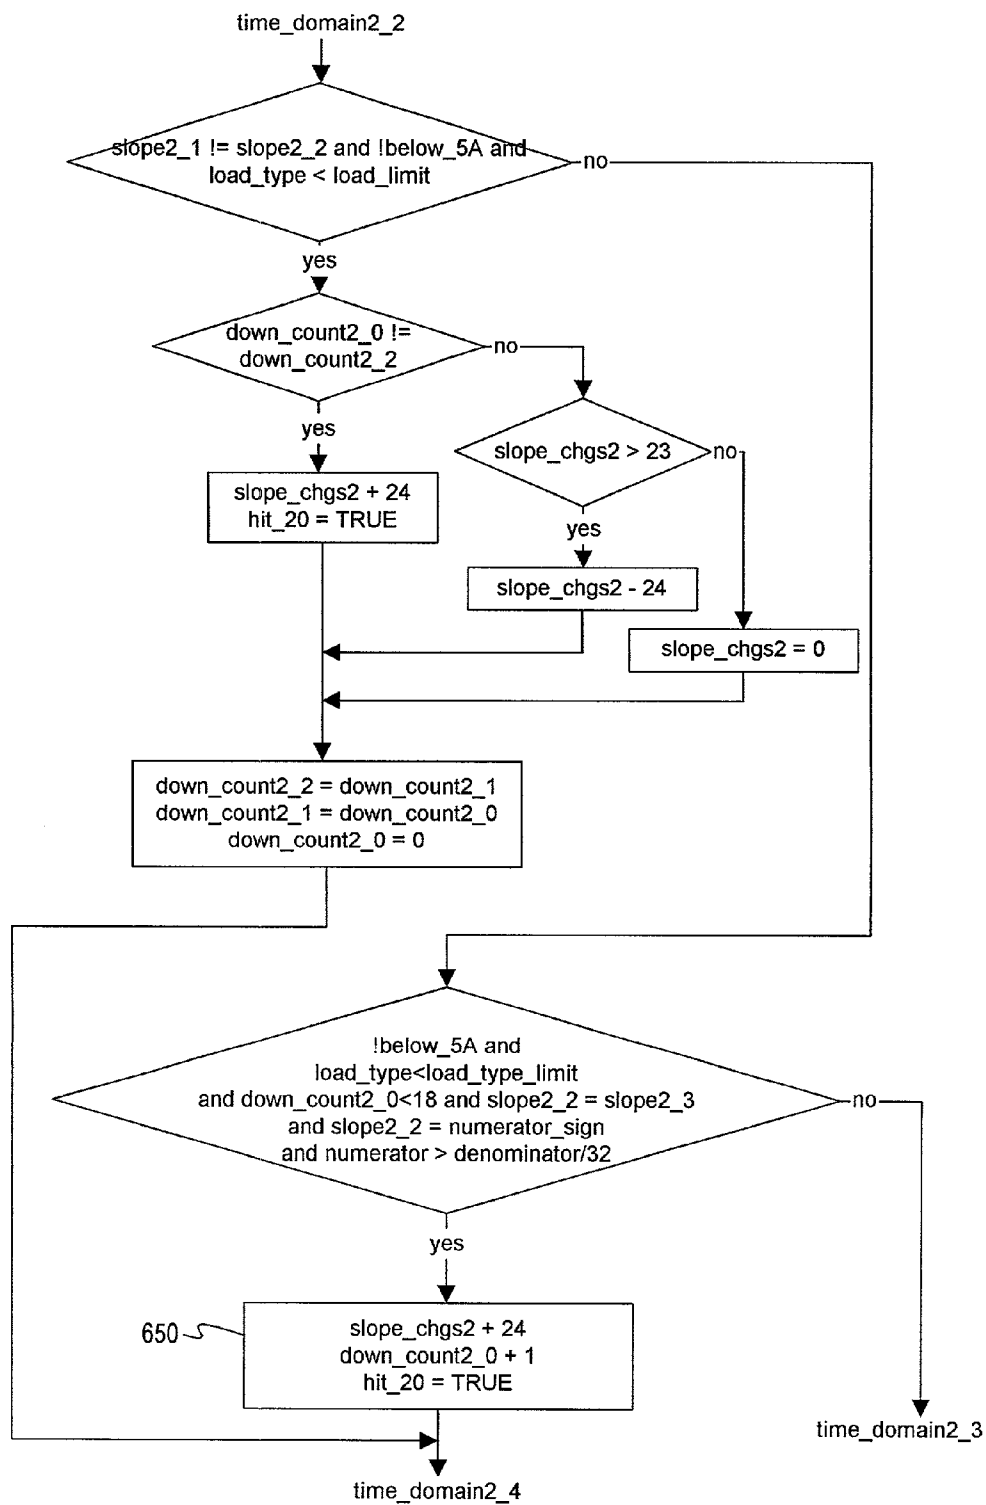 time_domain2_2
slope2_1 != slope2_2 and !below_5A and
load_type < load_limit
no
yes
down_count2_0 !=
down_count2_2
no
yes
slope_chgs2 > 23
no
slope_chgs2 + 24
hit_20 = TRUE
yes
slope_chgs2 - 24
slope_chgs2 = 0
down_count2_2 = down_count2_1
down_count2_1 = down_count2_0
down_count2_0 = 0
!below_5A and
load_type<load_type_limit
and down_count2_0<18 and slope2_2 = slope2_3
and slope2_2 = numerator_sign
and numerator > denominator/32
no
yes
650
slope_chgs2 + 24
down_count2_0 + 1
hit_20 = TRUE
time_domain2_3
time_domain2_4